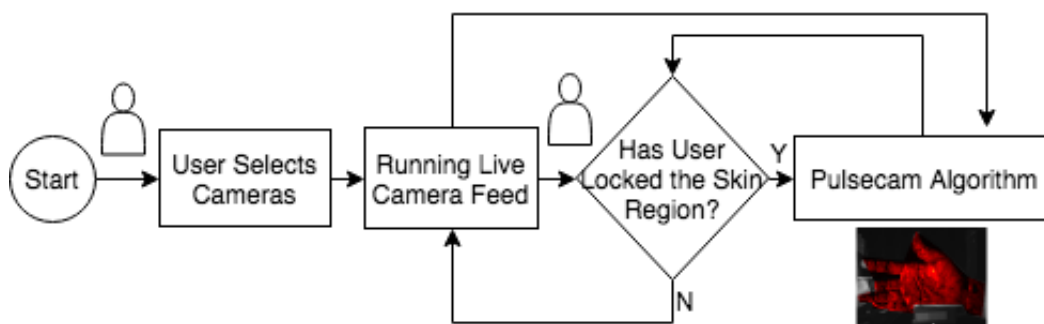 Start
User Selects
Cameras
Running Live
Camera Feed
Has User
Locked the Skin
Region?
Y
N
Pulsecam Algorithm